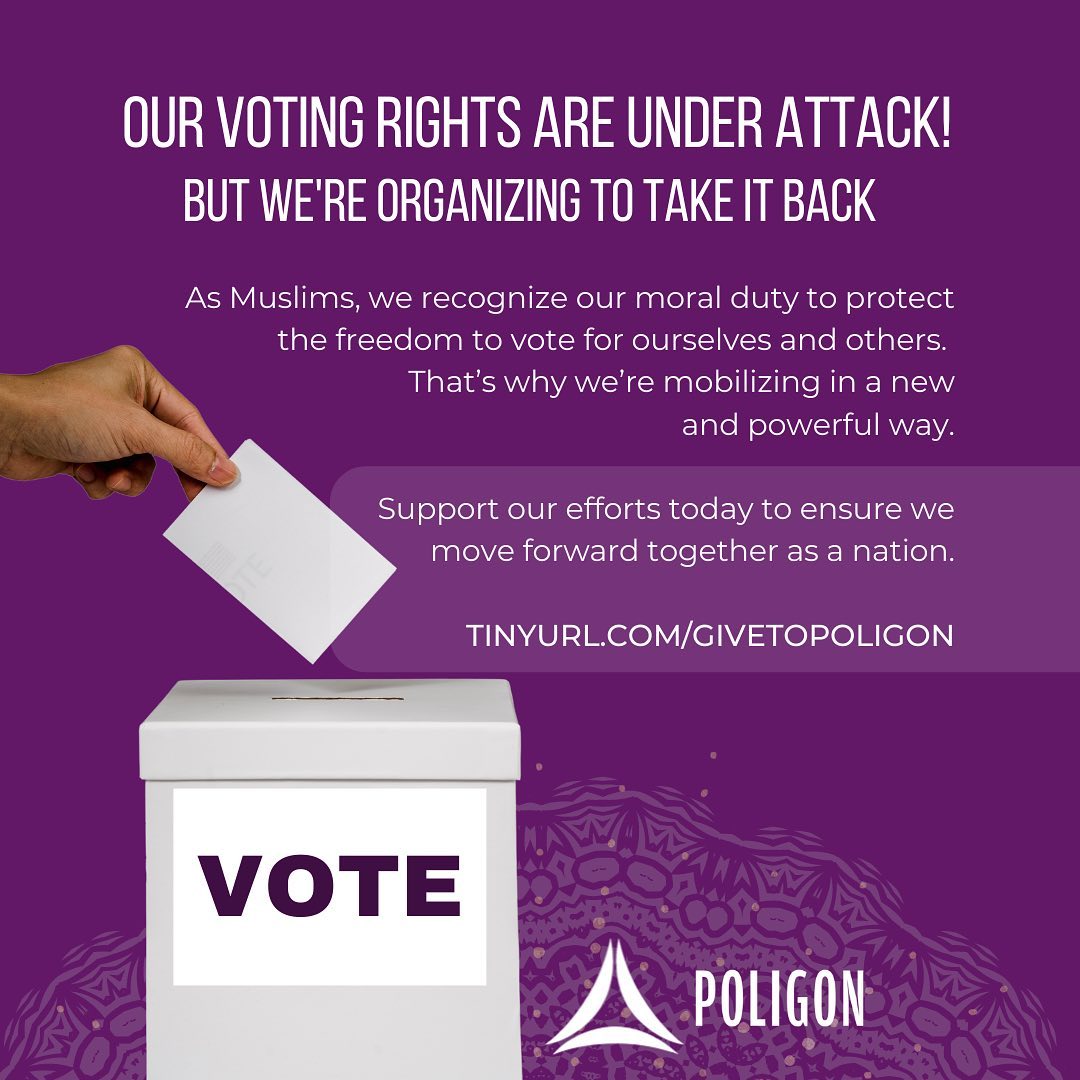 OUR VOTING RIGHTS ARE UNDER ATTACK!
BUT WE'RE ORGANIZING TO TAKE IT BACK
As Muslims, we recognize our moral duty to protect
the freedom to vote for ourselves and others.
That's why we're mobilizing in a new
and powerful way.
Support our efforts today to ensure we
move forward together as a nation.
TINYURL.COM/GIVETOPOLIGON
VOTE
POLIGON